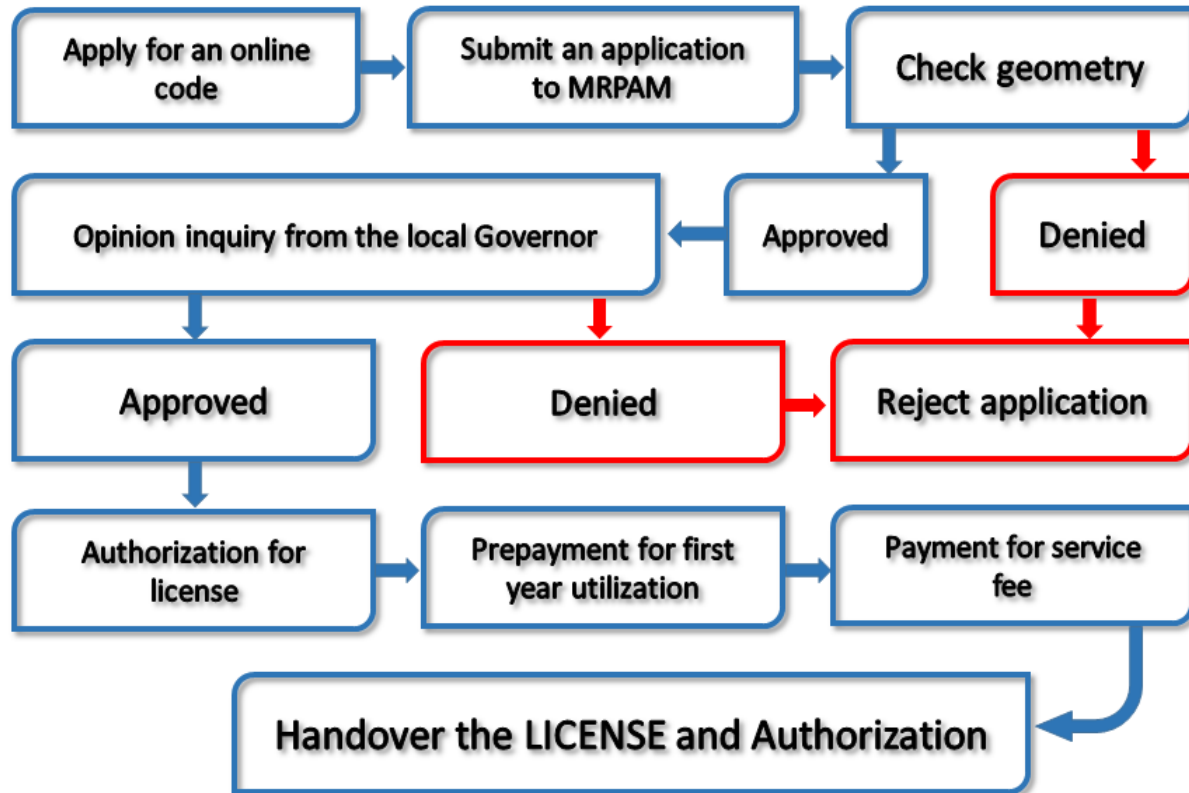 Apply for an online
code
Submit an application
to MRPAM
Check geometry
Opinion inquiry from the local Governor
Approved
Denied
Approved
Denied
Reject application
Authorization for
license
Prepayment for first
year utilization
Payment for service
fee
Handover the LICENSE and Authorization